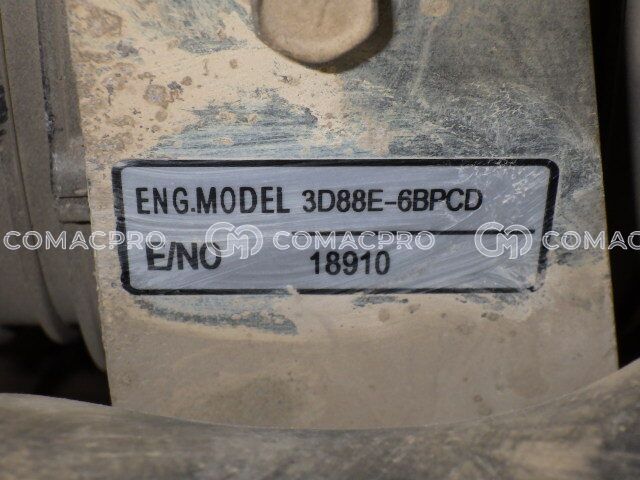 ENG.MODEL 3D88E-6BPCD
COMACPRO COMACPRO COMACPRO
E/NO 18910